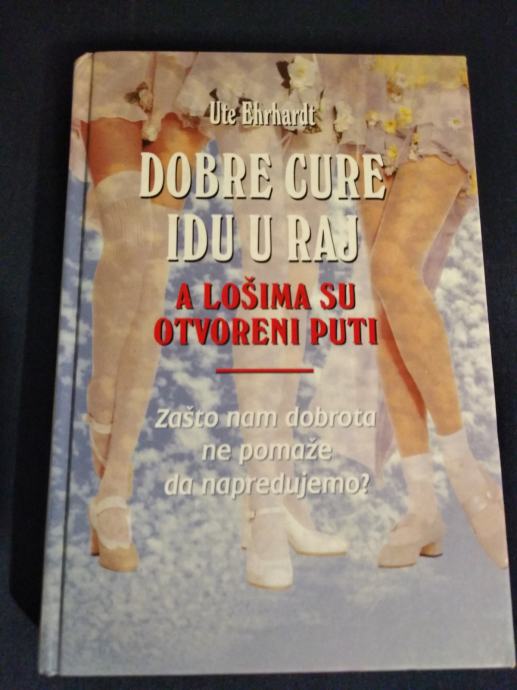 Ute Ehrhardt
DOBRE CURE
IDU U RAJ
A LOŠIMA SU
OTVORENI PUTI
Zašto nam dobrota
ne pomaže
da napredujemo?